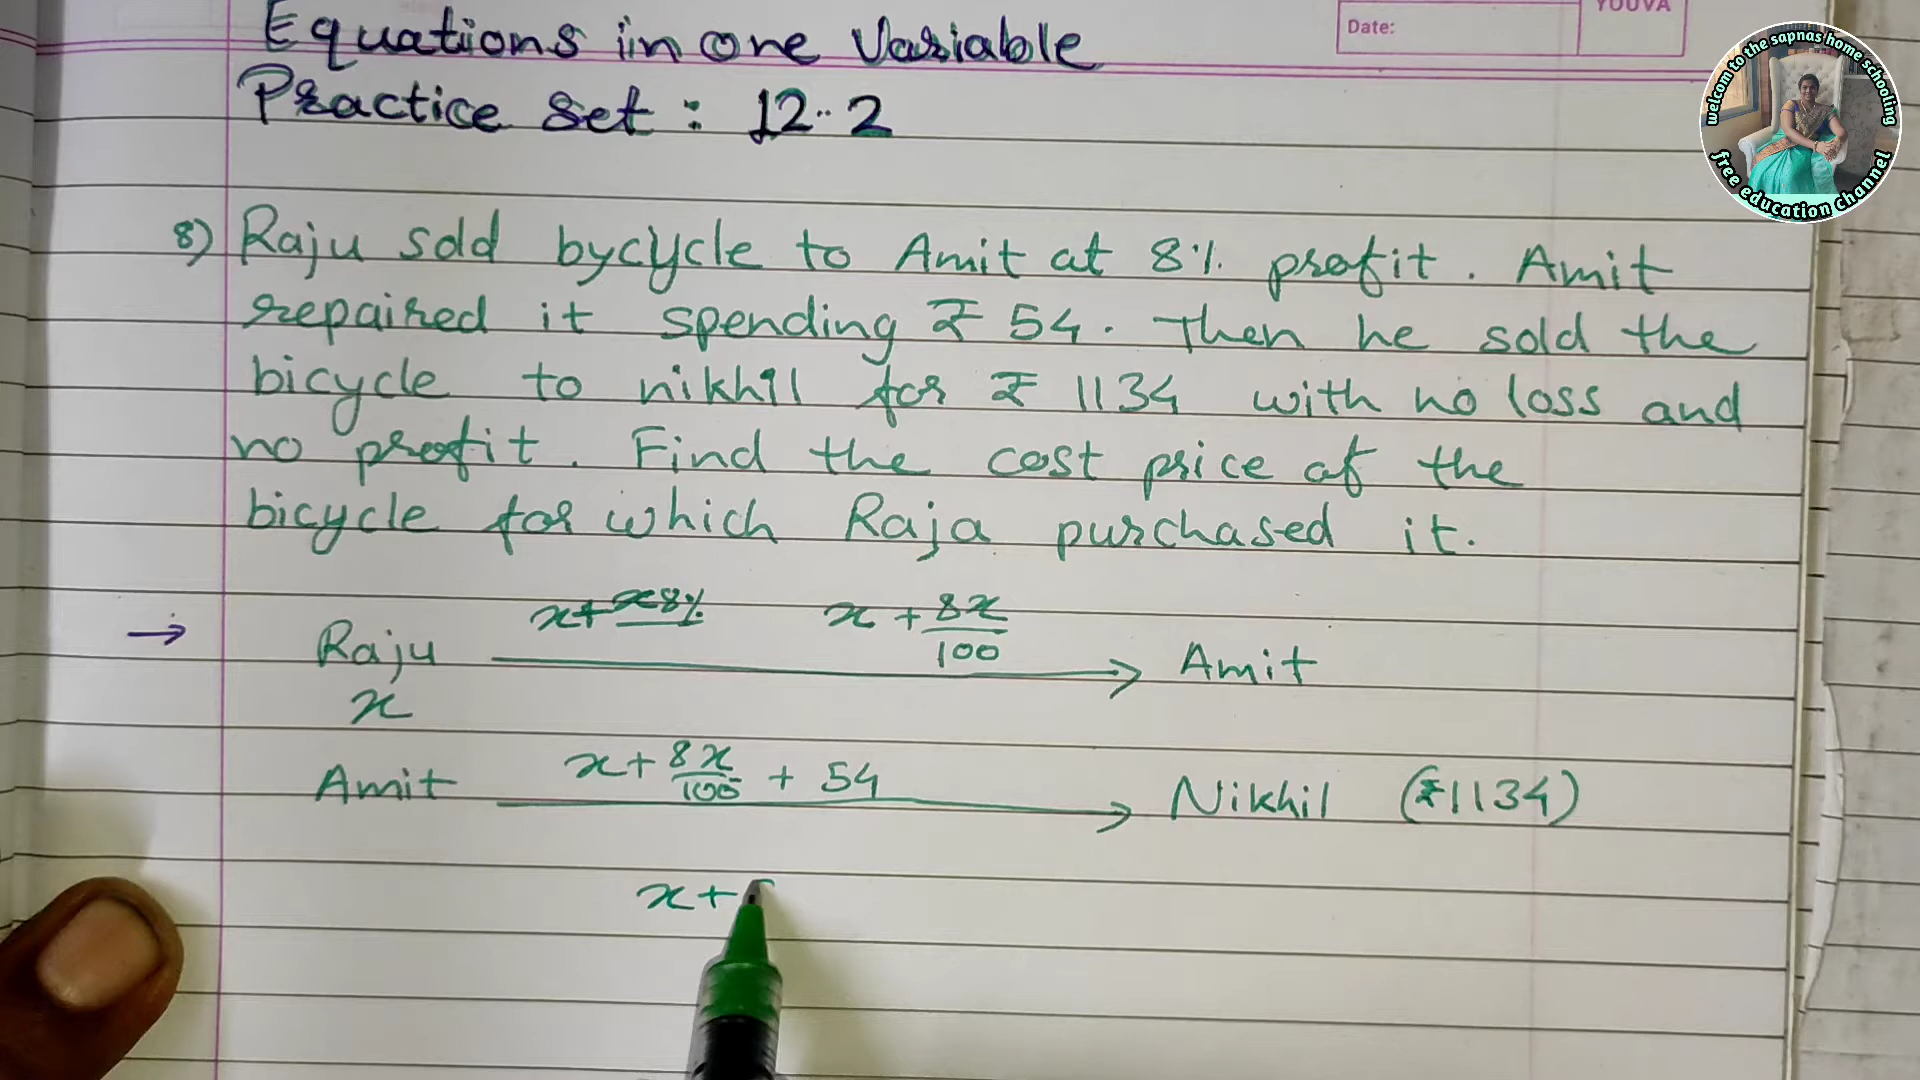 YOUVA
Date:
Equations in one Variable
Practice Set : 12.2
welcom to the sapnas home schooling
free education channel
8) Raju sold bycycle to Amit at 8% profit. Amit
repaired it spending ₹ 54. Then he sold the
bicycle to nikhil for ₹ 1134 with no loss and
no profit. Find the cost price of the
bicycle for which Raja purchased it.
→ Raju x+x8% x + 8x/100 → Amit
x
Amit x + 8x/100 + 54 → Nikhil (₹1134)
x +